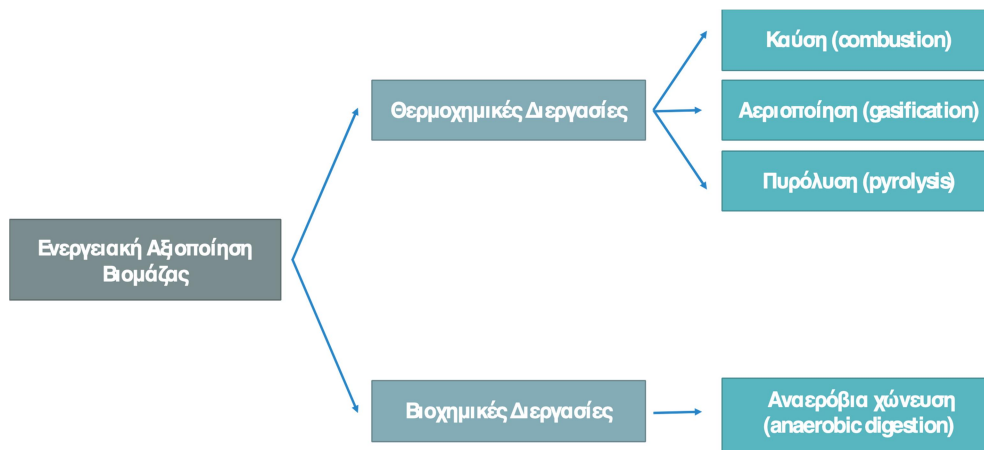 Καύση (combustion)
Θερμοχημικές Διεργασίες
Αεριοποίηση (gasification)
Πυρόλυση (pyrolysis)
Ενεργειακή Αξιοποίηση
Βιομάζας
Βιοχημικές Διεργασίες
Αναερόβια χώνευση
(anaerobic digestion)